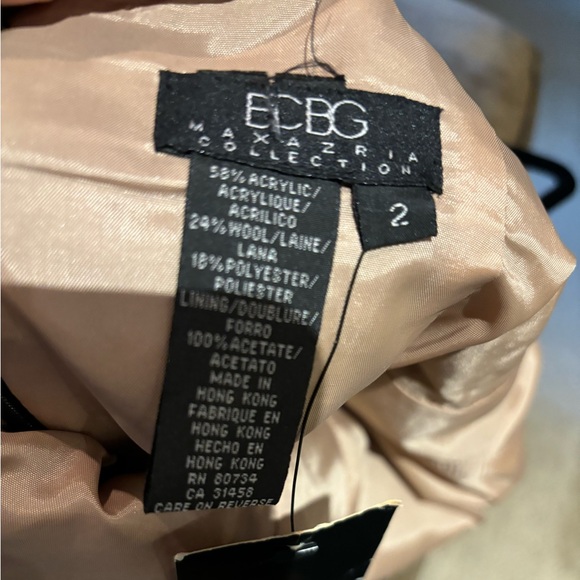 BCBG
MAXAZRIA
COLLECTION
2
58% ACRYLIC/
ACRYLIQUE/
ACRILICO
24% WOOL/LAINE/
LANA
18% POLYESTER/
POLIESTER
LINING/DOUBLURE/
FORRO
100% ACETATE/
ACETATO
MADE IN
HONG KONG
FABRIQUE EN
HONG KONG
HECHO EN
HONG KONG
RN 80734
CA 31458
CARE ON REVERSE